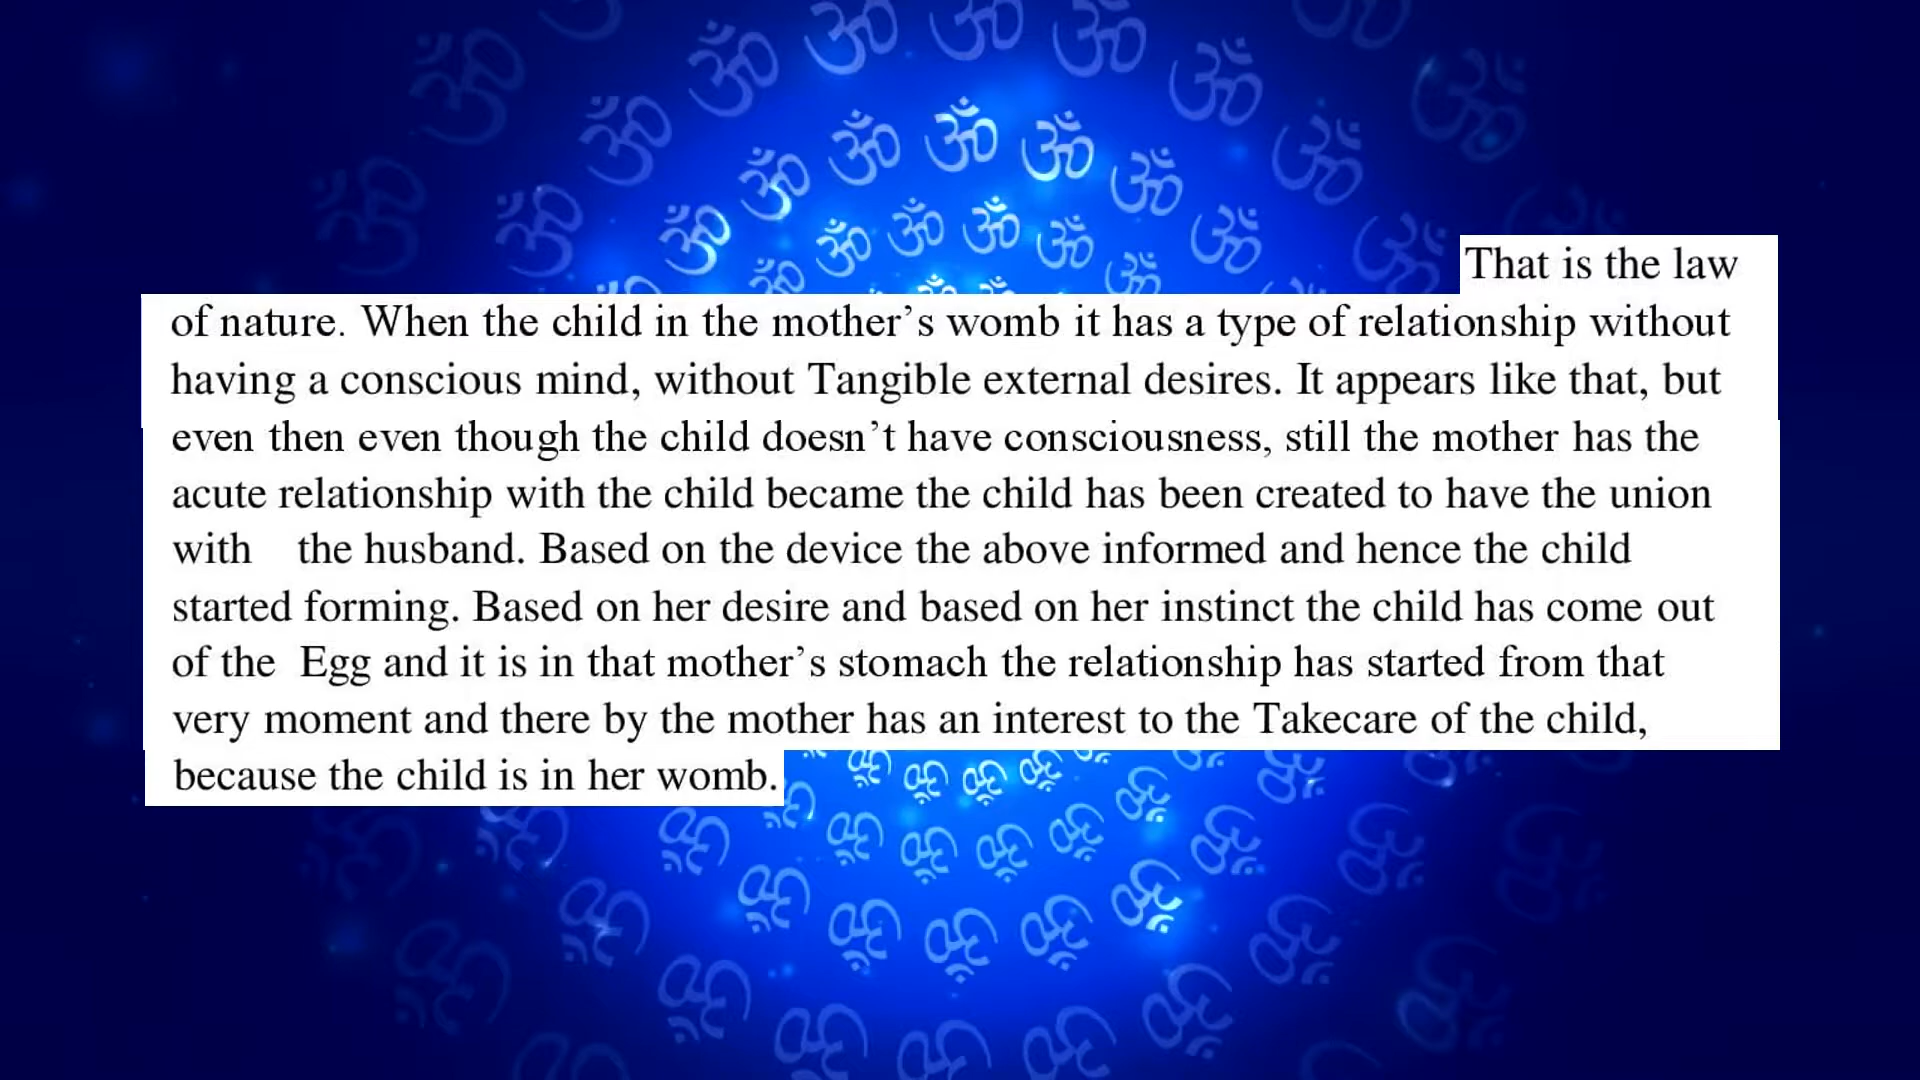 That is the law
of nature. When the child in the mother’s womb it has a type of relationship without
having a conscious mind, without Tangible external desires. It appears like that, but
even then even though the child doesn’t have consciousness, still the mother has the
acute relationship with the child became the child has been created to have the union
with the husband. Based on the device the above informed and hence the child
started forming. Based on her desire and based on her instinct the child has come out
of the Egg and it is in that mother’s stomach the relationship has started from that
very moment and there by the mother has an interest to the Takecare of the child,
because the child is in her womb.